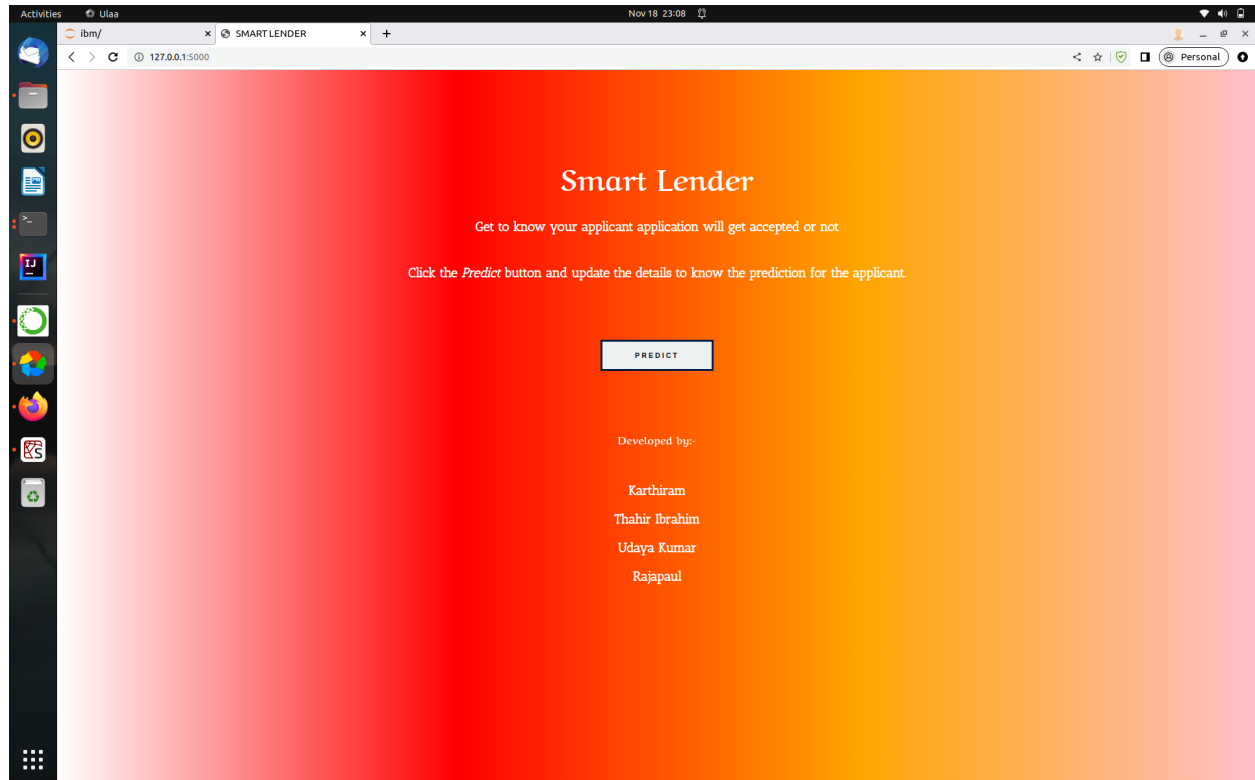 Activities Ulaa Nov 18 23:08
ibm/ SMART LENDER
127.0.0.1:5000 Personal
Smart Lender
Get to know your applicant application will get accepted or not
Click the Predict button and update the details to know the prediction for the applicant.
PREDICT
Developed by:-
Karthiram
Thahir Ibrahim
Udaya Kumar
Rajapaul